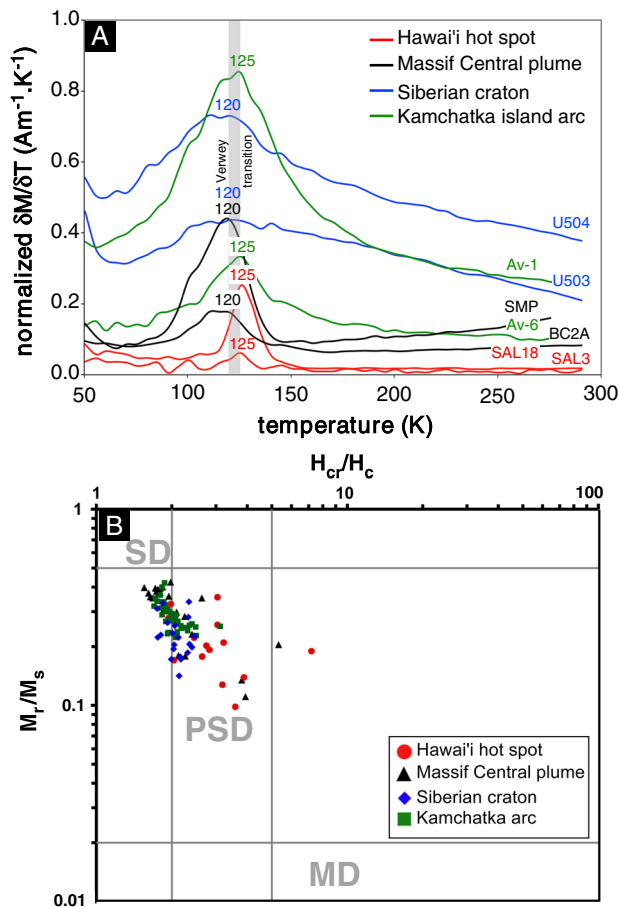 A
normalized δM/δT (Am⁻¹.K⁻¹)
1.0
0.8
0.6
0.4
0.2
0.0
Hawai'i hot spot
Massif Central plume
Siberian craton
Kamchatka island arc
125
120
Verwey
transition
120
120
125
125
120
125
U504
Av-1
U503
SMP
Av-6
BC2A
SAL18
SAL3
50
100
150
200
250
300
temperature (K)
Hcr/Hc
1
10
100
B
1
0.1
0.01
Mr/Ms
SD
PSD
MD
Hawai'i hot spot
Massif Central plume
Siberian craton
Kamchatka arc